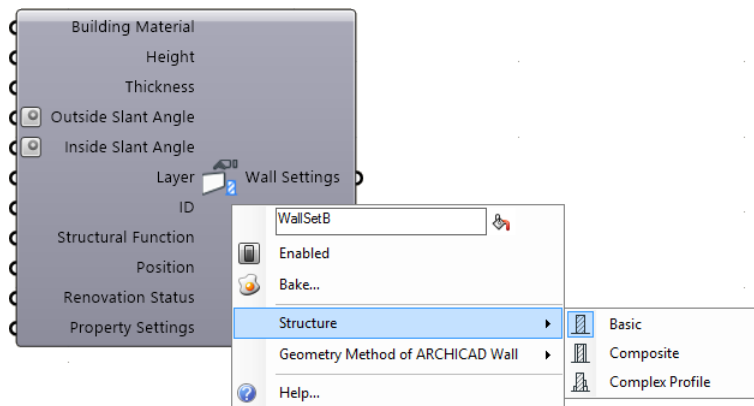 Building Material
Height
Thickness
Outside Slant Angle
Inside Slant Angle
Layer
Wall Settings
ID
Structural Function
Position
Renovation Status
Property Settings
WallSetB
Enabled
Bake...
Structure
Geometry Method of ARCHICAD Wall
Help...
Basic
Composite
Complex Profile